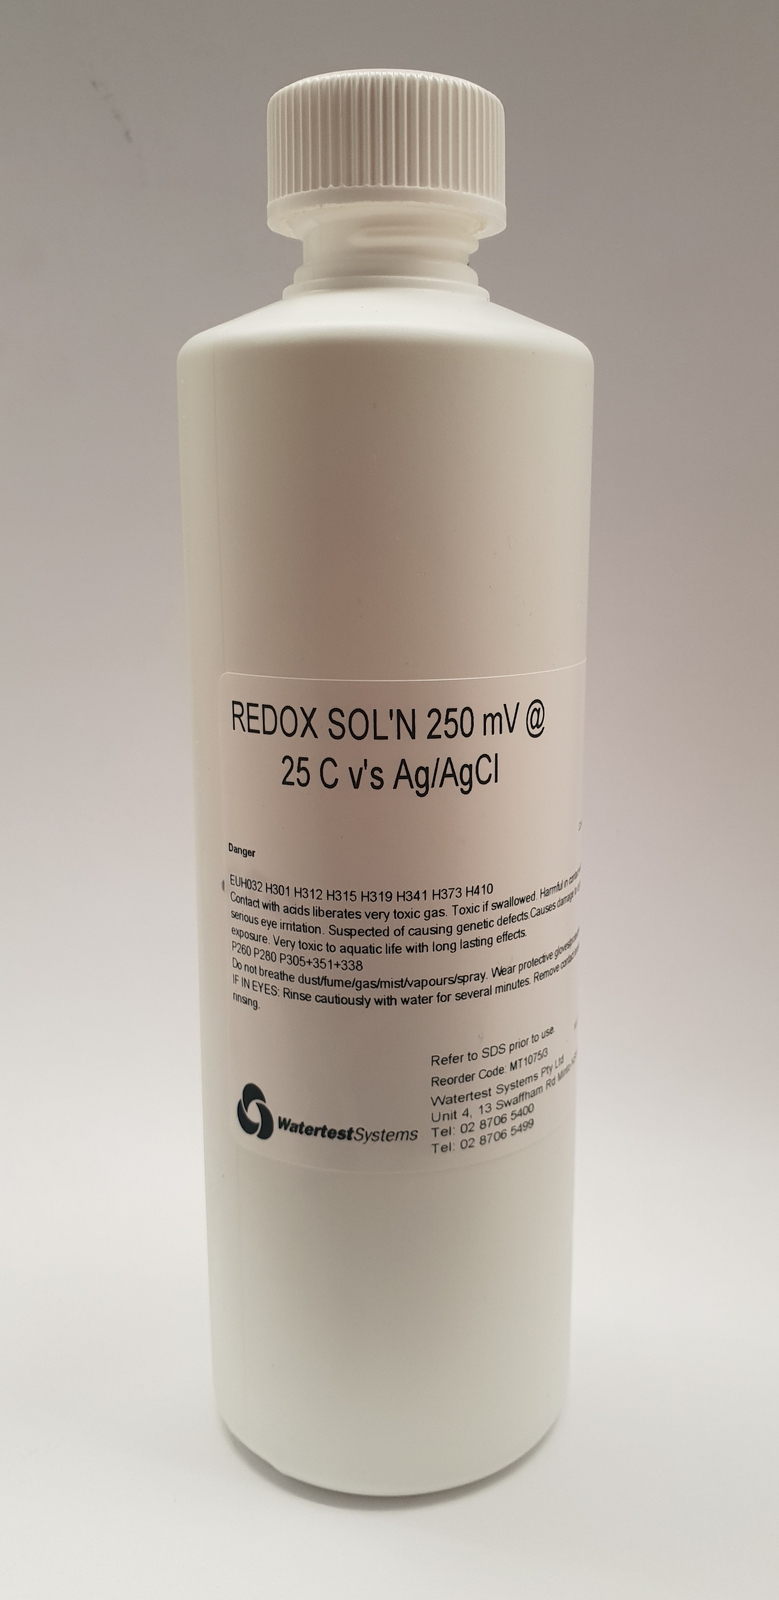 REDOX SOL'N 250 mV @
25 C v's Ag/AgCl
Danger
EUH032 H301 H312 H315 H319 H341 H373 H410
Contact with acids liberates very toxic gas. Toxic if swallowed. Harmful in
serious eye irritation. Suspected of causing genetic defects.Causes damage to
exposure. Very toxic to aquatic life with long lasting effects.
P260 P280 P305+351+338
Do not breathe dust/fume/gas/mist/vapours/spray. Wear protective
IF IN EYES: Rinse cautiously with water for several minutes. Remove
rinsing.
Refer to SDS prior to use
Reorder Code: MT1075/3
Watertest Systems Pty Ltd
Unit 4, 13 Swaffham Rd
Tel: 02 8706 5400
Tel: 02 8706 5499
WatertestSystems